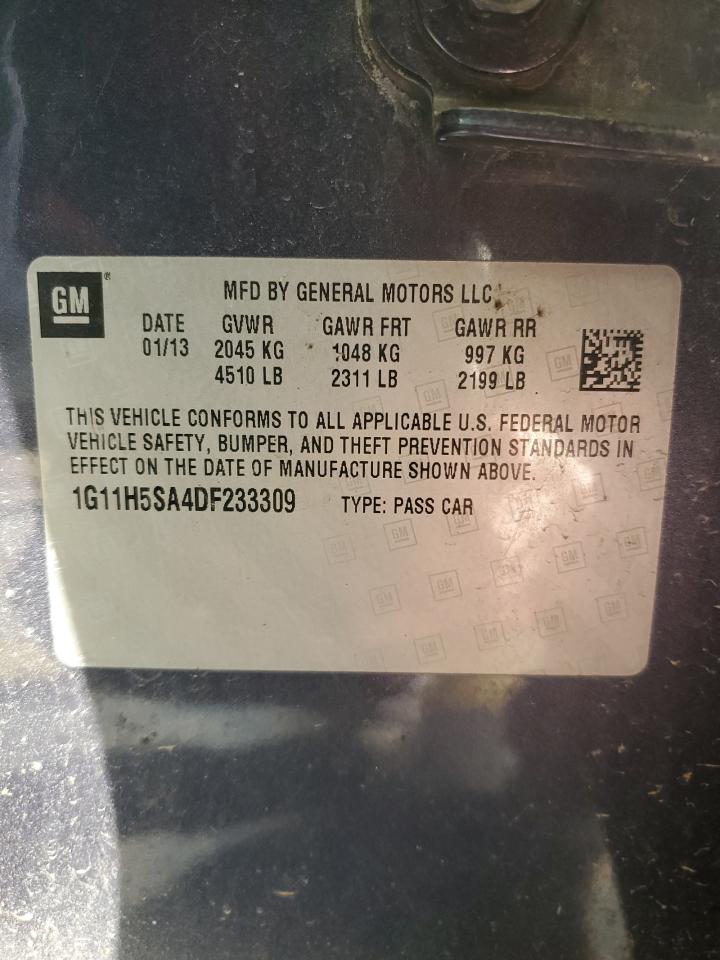 GM ®
MFD BY GENERAL MOTORS LLC
DATE GVWR GAWR FRT GAWR RR
01/13 2045 KG 1048 KG 997 KG
4510 LB 2311 LB 2199 LB
THIS VEHICLE CONFORMS TO ALL APPLICABLE U.S. FEDERAL MOTOR
VEHICLE SAFETY, BUMPER, AND THEFT PREVENTION STANDARDS IN
EFFECT ON THE DATE OF MANUFACTURE SHOWN ABOVE.
1G11H5SA4DF233309 TYPE: PASS CAR